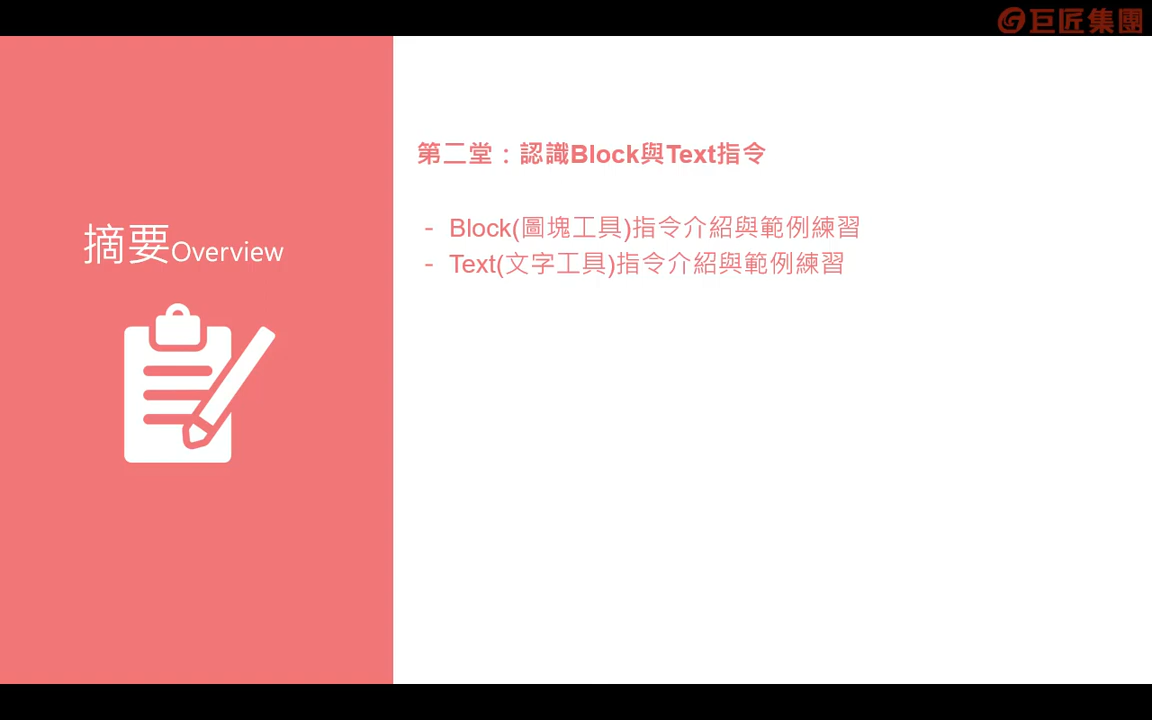 巨匠集團
第二堂：認識Block與Text指令
- Block(圖塊工具)指令介紹與範例練習
- Text(文字工具)指令介紹與範例練習
摘要Overview